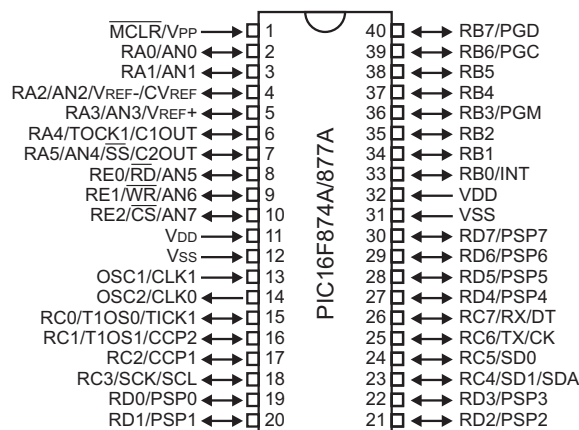 MCLR/VPP 1 40 RB7/PGD
RA0/AN0 2 39 RB6/PGC
RA1/AN1 3 38 RB5
RA2/AN2/VREF-/CVREF 4 37 RB4
RA3/AN3/VREF+ 5 36 RB3/PGM
RA4/TOCK1/C1OUT 6 35 RB2
RA5/AN4/SS/C2OUT 7 34 RB1
RE0/RD/AN5 8 33 RB0/INT
RE1/WR/AN6 9 32 VDD
RE2/CS/AN7 10 31 VSS
VDD 11 30 RD7/PSP7
VSS 12 29 RD6/PSP6
OSC1/CLK1 13 28 RD5/PSP5
OSC2/CLK0 14 27 RD4/PSP4
RC0/T1OS0/TICK1 15 26 RC7/RX/DT
RC1/T1OS1/CCP2 16 25 RC6/TX/CK
RC2/CCP1 17 24 RC5/SD0
RC3/SCK/SCL 18 23 RC4/SD1/SDA
RD0/PSP0 19 22 RD3/PSP3
RD1/PSP1 20 21 RD2/PSP2
PIC16F874A/877A